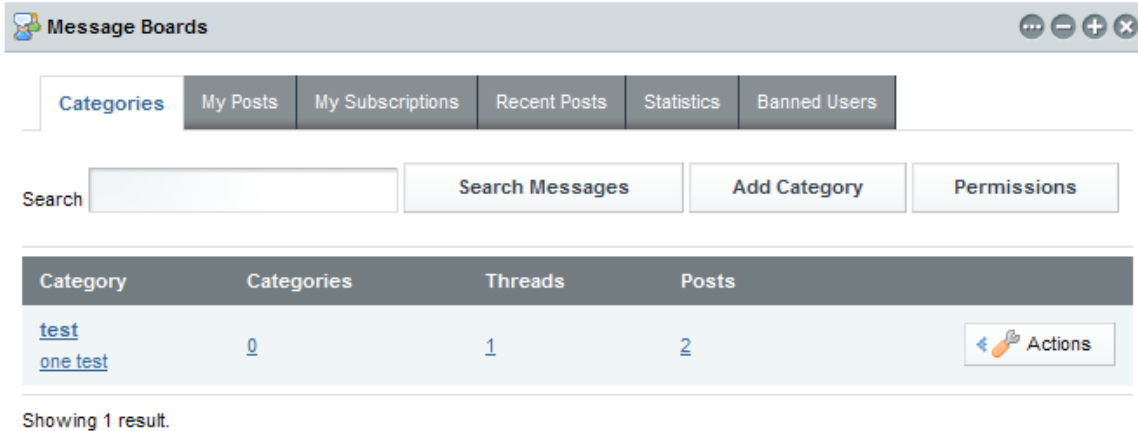 Message Boards
Categories My Posts My Subscriptions Recent Posts Statistics Banned Users
Search Search Messages Add Category Permissions
Category Categories Threads Posts
test
one test 0 1 2 Actions
Showing 1 result.